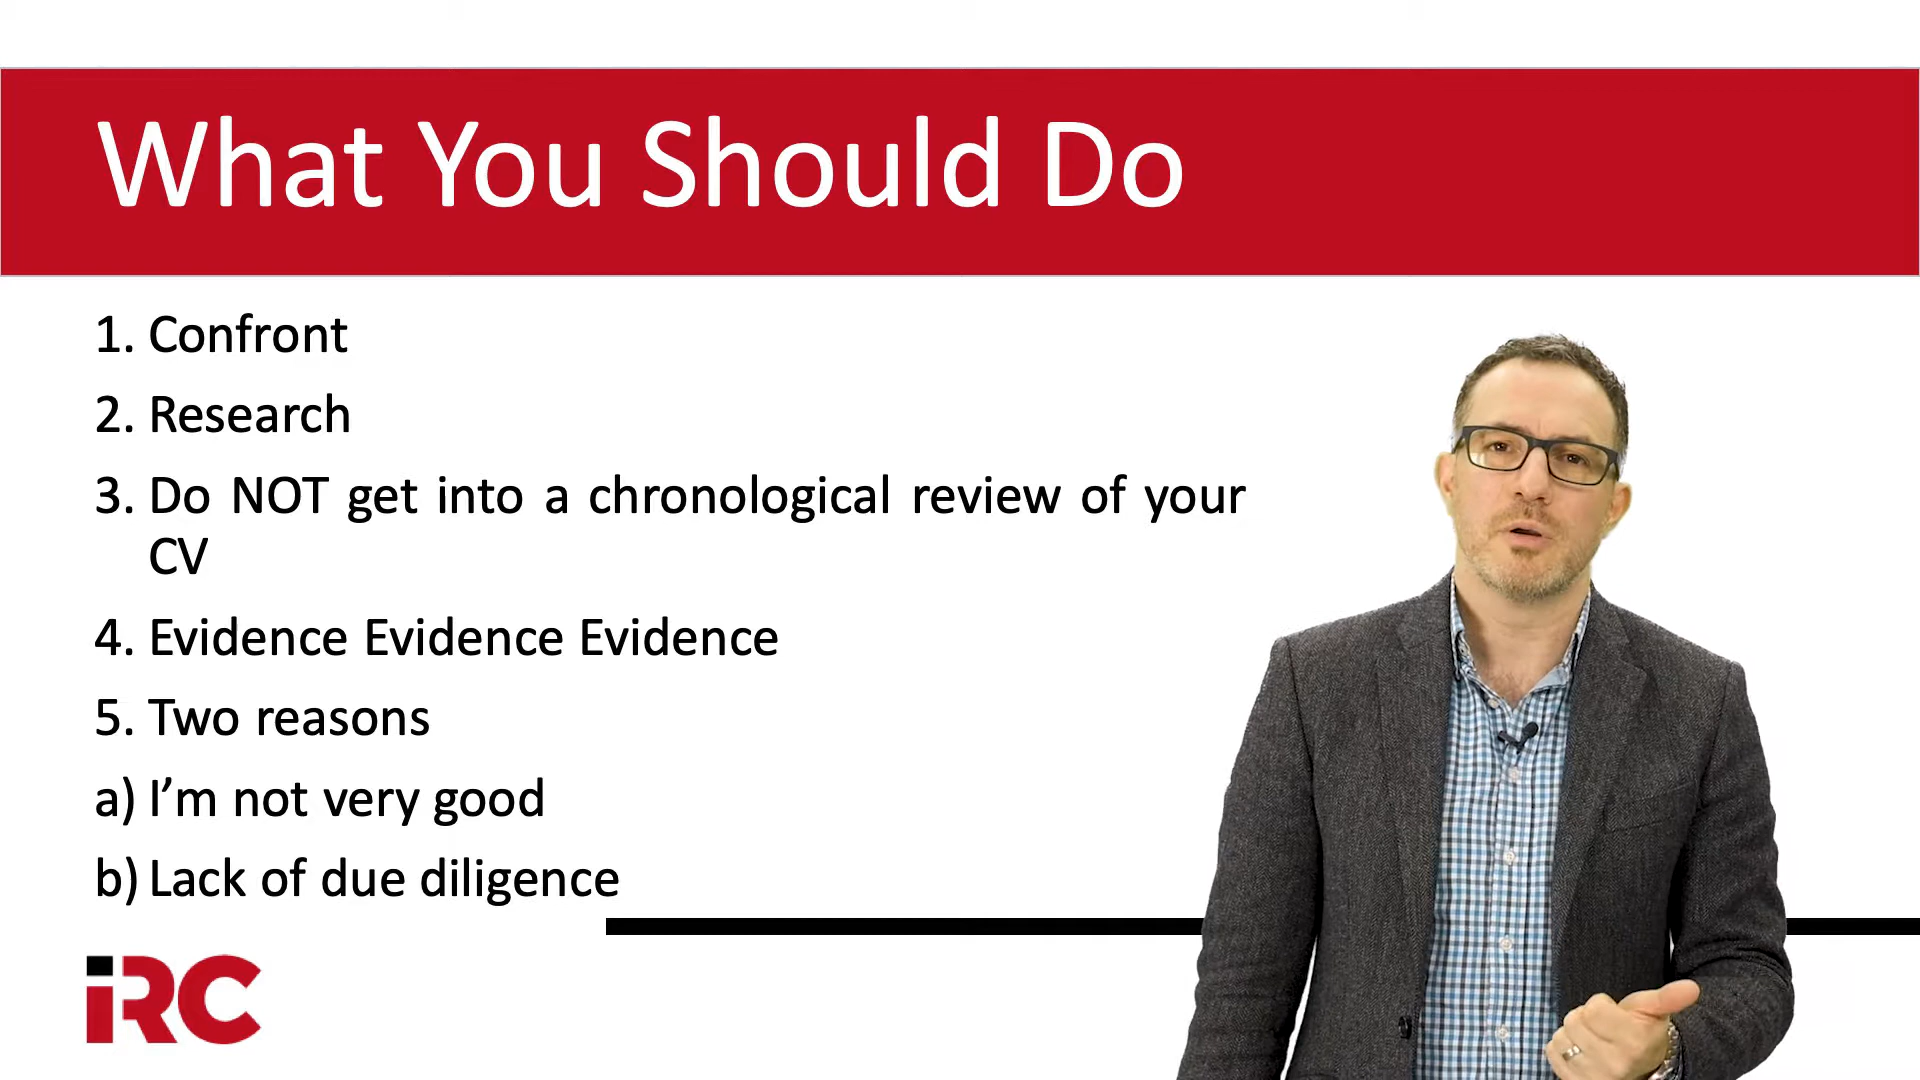 What You Should Do
1. Confront
2. Research
3. Do NOT get into a chronological review of your
CV
4. Evidence Evidence Evidence
5. Two reasons
a) I’m not very good
b) Lack of due diligence
iRC